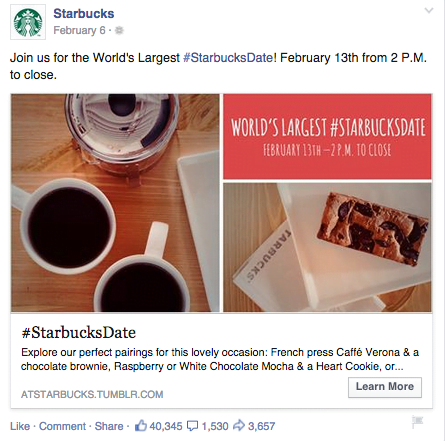 Starbucks
February 6 ·
Join us for the World's Largest #StarbucksDate! February 13th from 2 P.M.
to close.
WORLD'S LARGEST #STARBUCKSDATE
FEBRUARY 13TH – 2 P.M. TO CLOSE
STARBUCKS
#StarbucksDate
Explore our perfect pairings for this lovely occasion: French press Caffé Verona & a
chocolate brownie, Raspberry or White Chocolate Mocha & a Heart Cookie, or...
ATSTARBUCKS.TUMBLR.COM
Learn More
Like · Comment · Share · 40,345 1,530 3,657